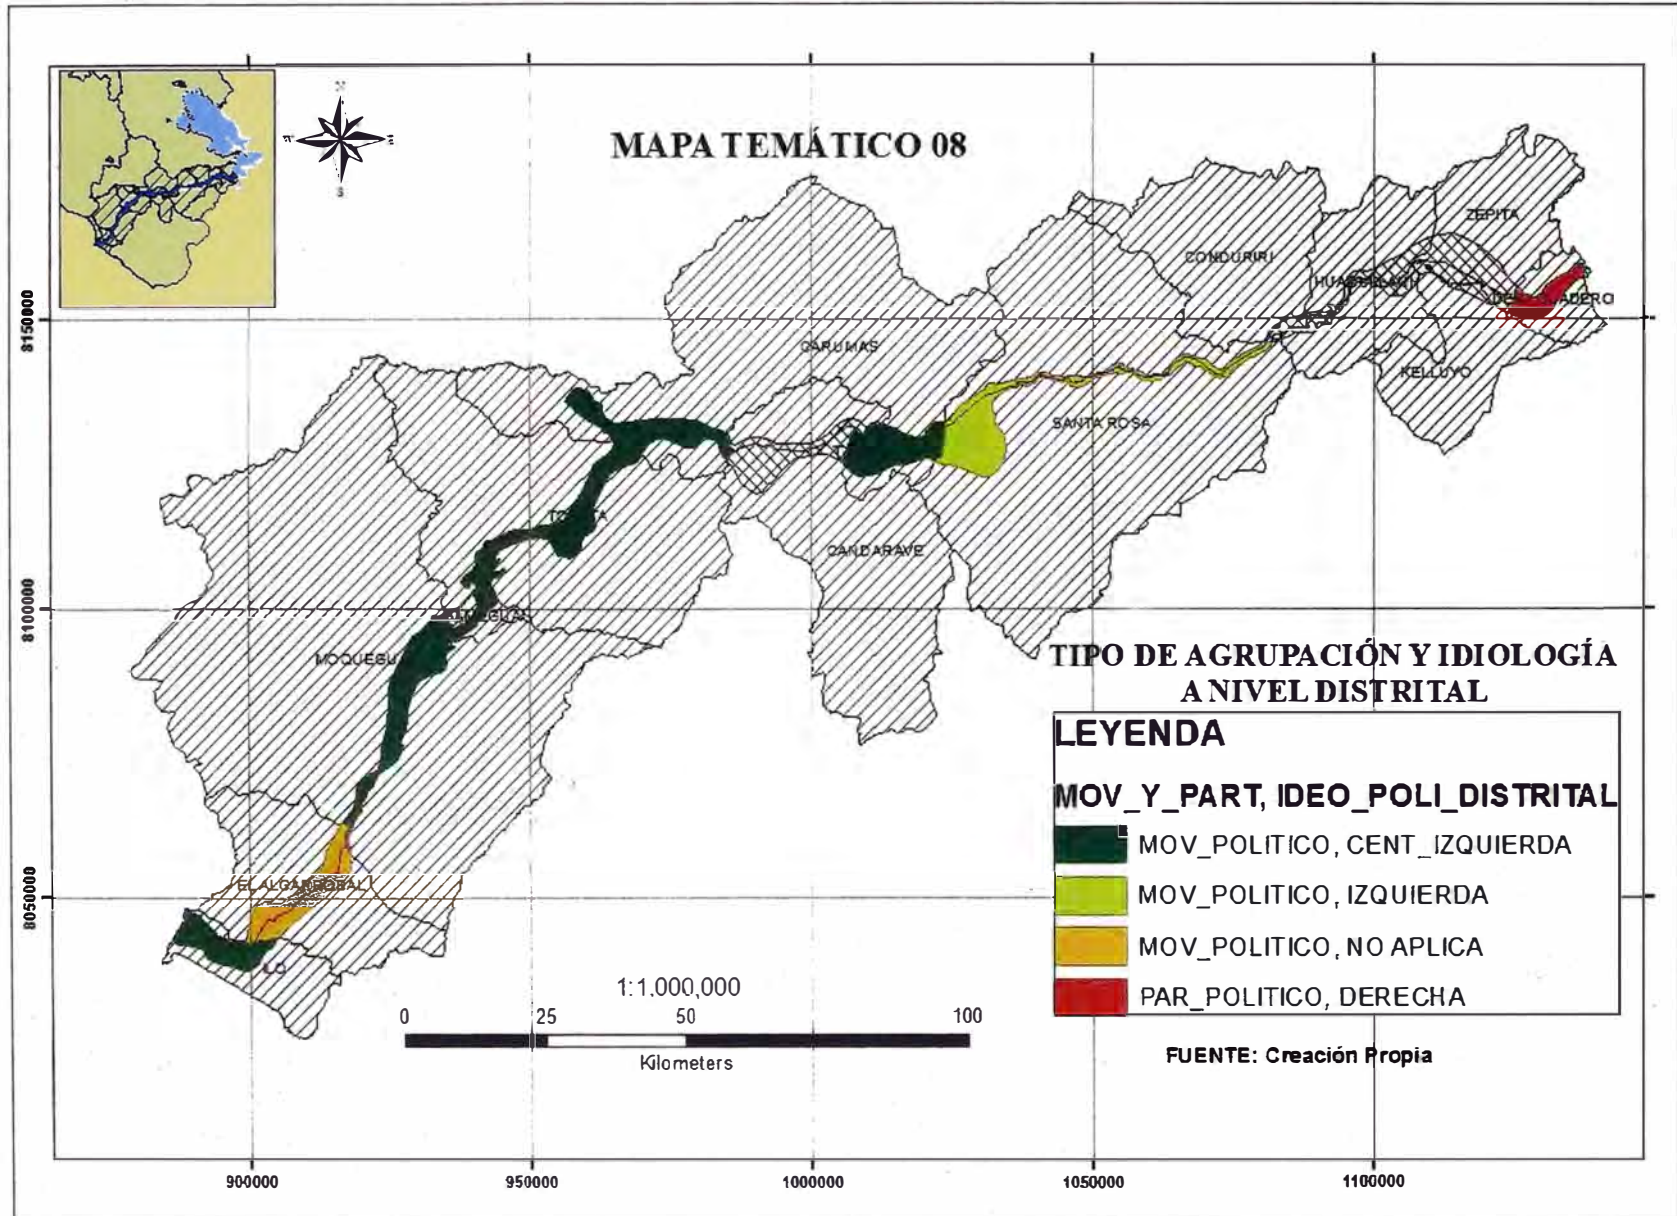 MAPA TEMÁTICO 08
N
S
ZEPITA
CONDURIRI
CARUMAS
KELLUYO
SANTA ROSA
CANDARAVE
8150000
8100000
8050000
TIPO DE AGRUPACIÓN Y IDIOLOGÍA
A NIVEL DISTRITAL
LEYENDA
MOV_Y_PART, IDEO_POLI_DISTRITAL
MOV_POLITICO, CENT_IZQUIERDA
MOV_POLITICO, IZQUIERDA
MOV_POLITICO, NO APLICA
PAR_POLITICO, DERECHA
EL ALGARROBAL
1:1,000,000
0 25 50 100
Kilometers
FUENTE: Creación Propia
900000 950000 1000000 1050000 1100000